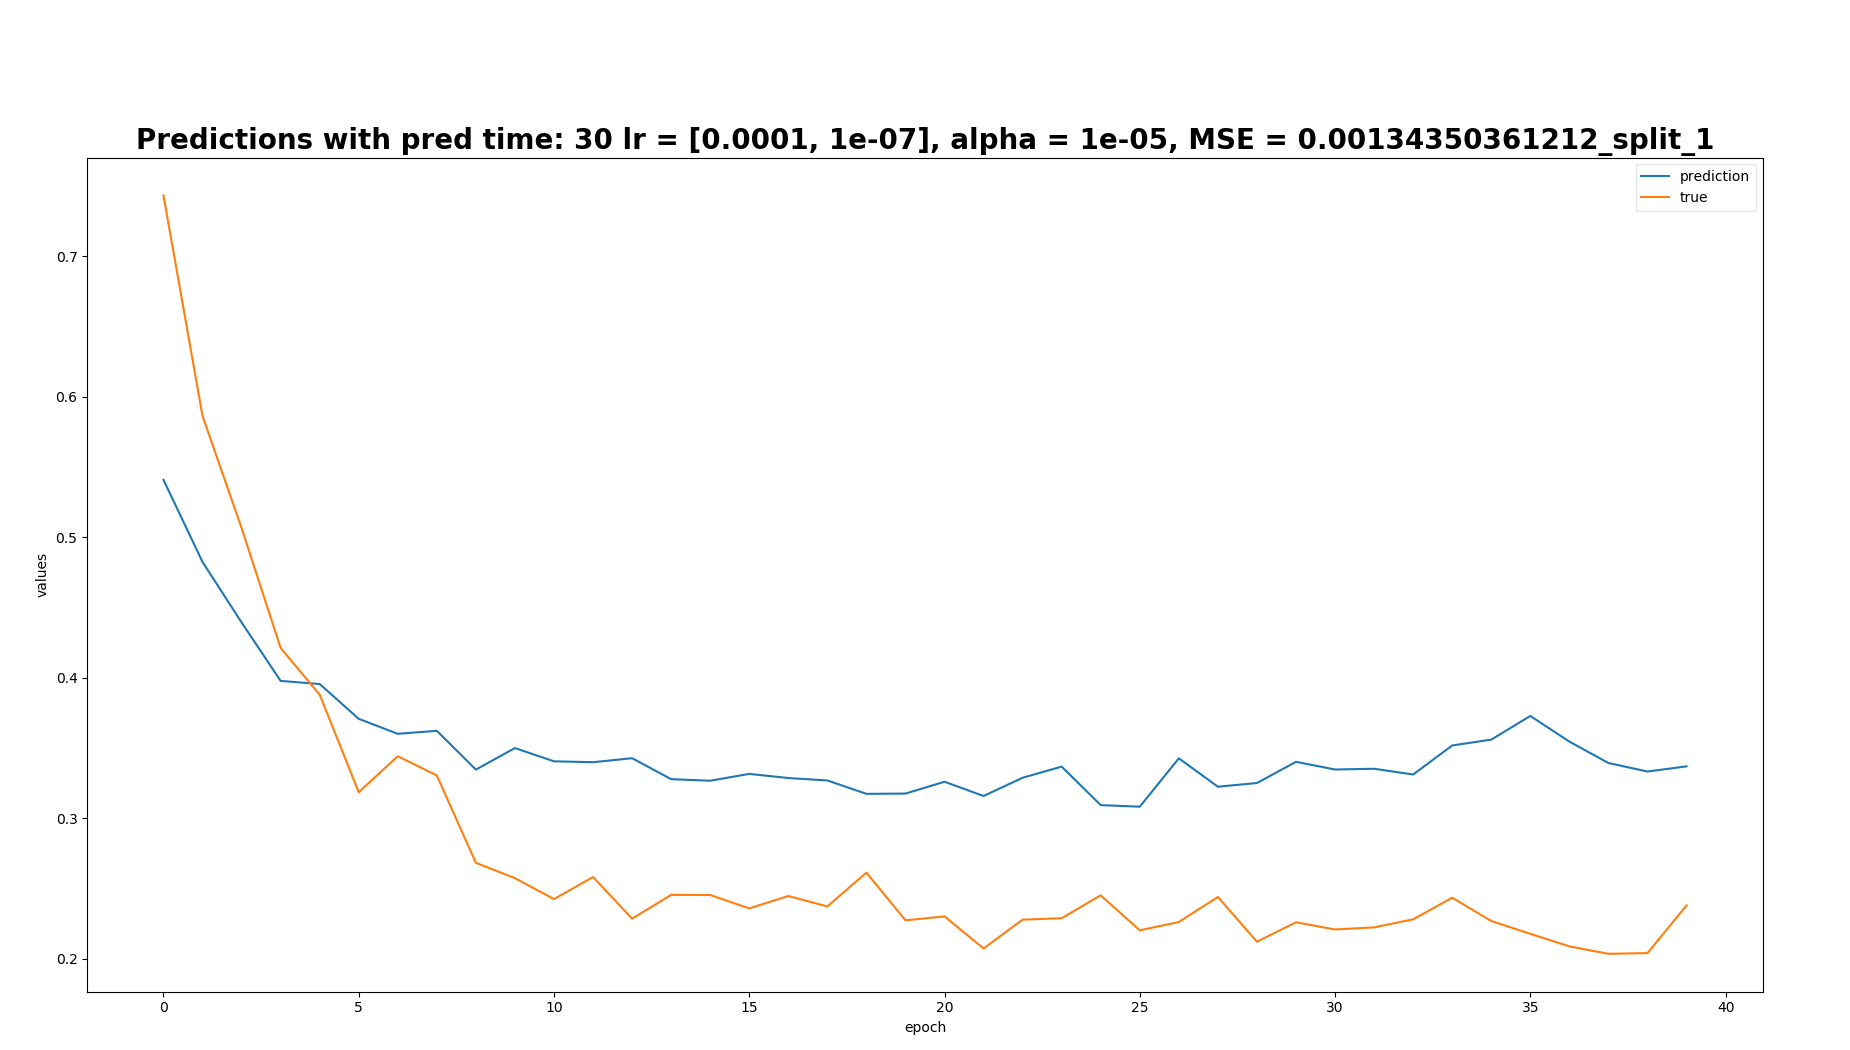 Predictions with pred time: 30 lr = [0.0001, 1e-07], alpha = 1e-05, MSE = 0.00134350361212_split_1
prediction
true
0.7
0.6
0.5
0.4
0.3
0.2
values
0 5 10 15 20 25 30 35 40
epoch